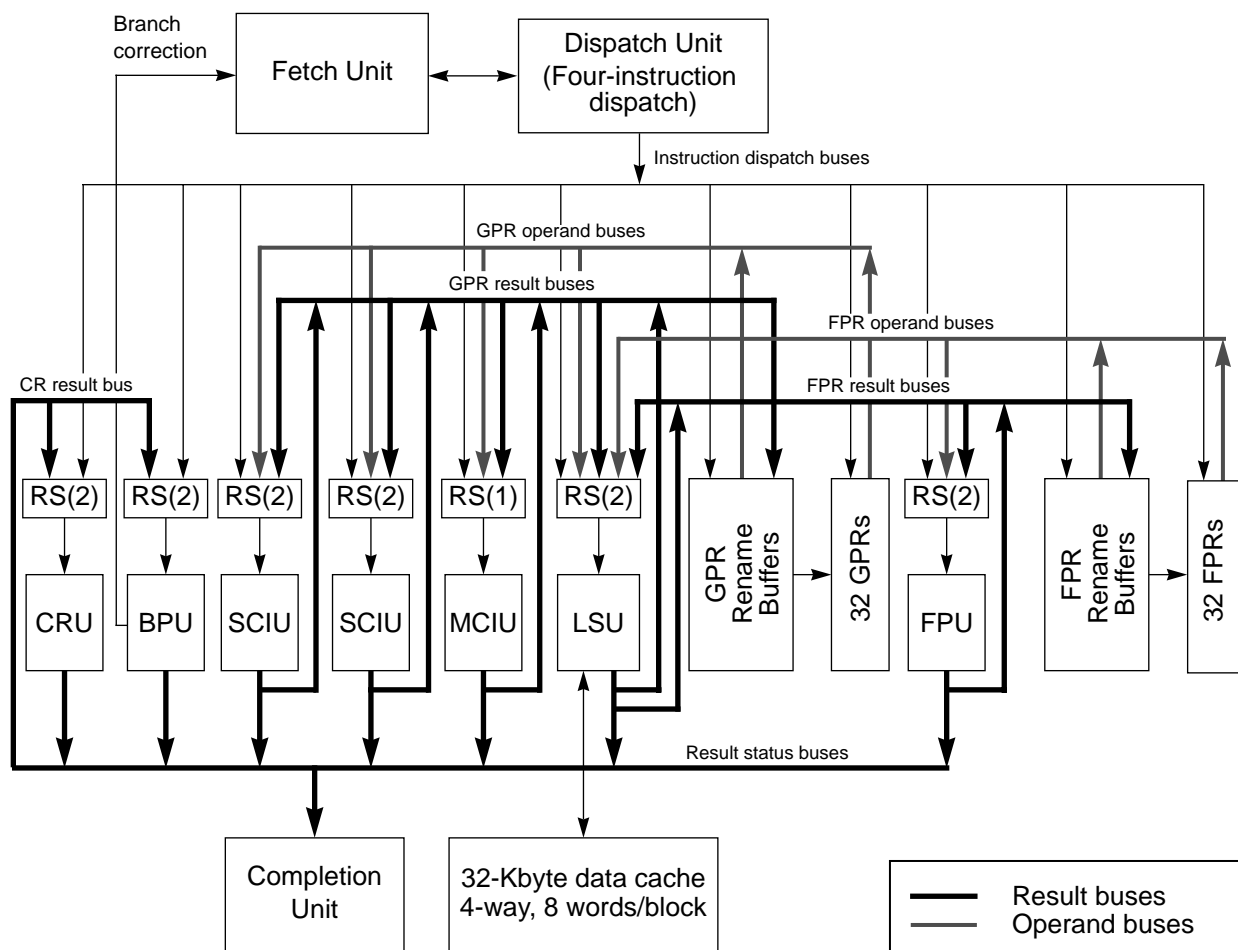 Branch
correction
Fetch Unit
Dispatch Unit
(Four-instruction
dispatch)
Instruction dispatch buses
GPR operand buses
GPR result buses
FPR operand buses
CR result bus
FPR result buses
RS(2)
RS(2)
RS(2)
RS(2)
RS(1)
RS(2)
RS(2)
CRU
BPU
SCIU
SCIU
MCIU
LSU
GPR
Rename
Buffers
32 GPRs
FPU
FPR
Rename
Buffers
32 FPRs
Result status buses
Completion
Unit
32-Kbyte data cache
4-way, 8 words/block
Result buses
Operand buses